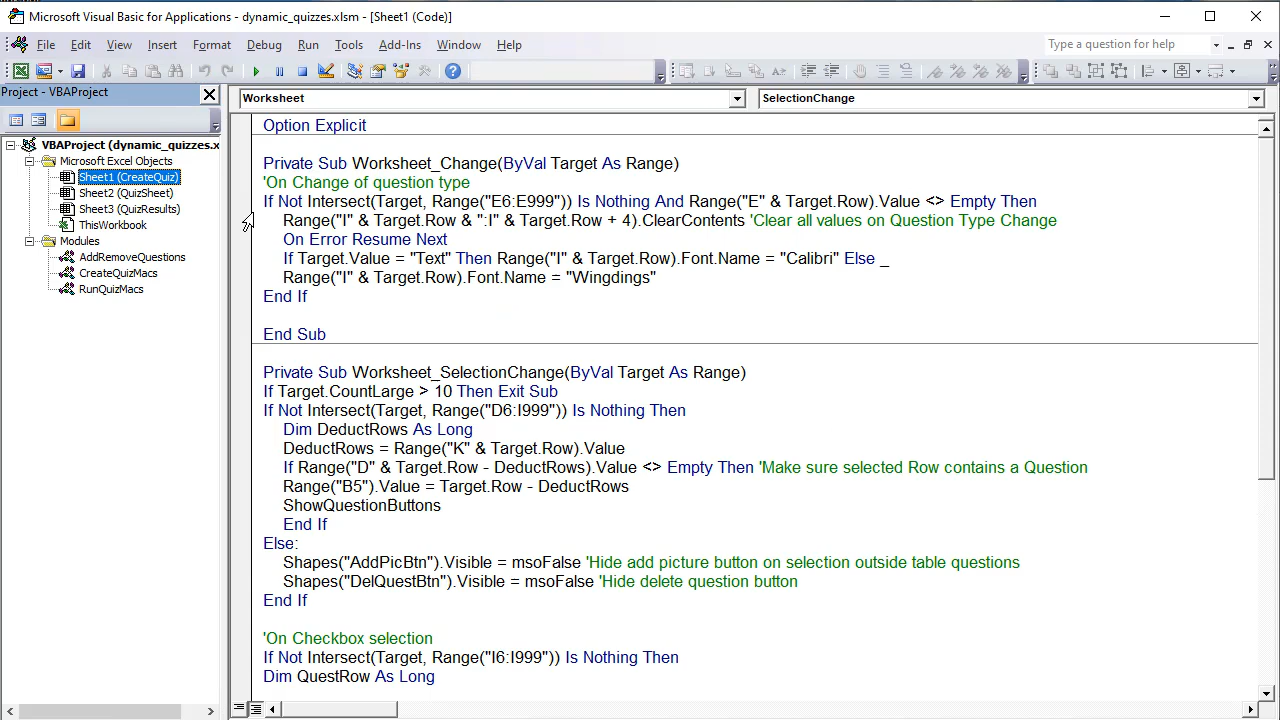 Microsoft Visual Basic for Applications - dynamic_quizzes.xlsm - [Sheet1 (Code)]
File Edit View Insert Format Debug Run Tools Add-Ins Window Help
Type a question for help
Project - VBAProject
Worksheet
SelectionChange
VBAProject (dynamic_quizzes.x
Microsoft Excel Objects
Sheet1 (CreateQuiz)
Sheet2 (QuizSheet)
Sheet3 (QuizResults)
ThisWorkbook
Modules
AddRemoveQuestions
CreateQuizMacs
RunQuizMacs
Option Explicit
Private Sub Worksheet_Change(ByVal Target As Range)
'On Change of question type
If Not Intersect(Target, Range("E6:E999")) Is Nothing And Range("E" & Target.Row).Value <> Empty Then
Range("I" & Target.Row & ":I" & Target.Row + 4).ClearContents 'Clear all values on Question Type Change
On Error Resume Next
If Target.Value = "Text" Then Range("I" & Target.Row).Font.Name = "Calibri" Else _
Range("I" & Target.Row).Font.Name = "Wingdings"
End If
End Sub
Private Sub Worksheet_SelectionChange(ByVal Target As Range)
If Target.CountLarge > 10 Then Exit Sub
If Not Intersect(Target, Range("D6:I999")) Is Nothing Then
Dim DeductRows As Long
DeductRows = Range("K" & Target.Row).Value
If Range("D" & Target.Row - DeductRows).Value <> Empty Then 'Make sure selected Row contains a Question
Range("B5").Value = Target.Row - DeductRows
ShowQuestionButtons
End If
Else:
Shapes("AddPicBtn").Visible = msoFalse 'Hide add picture button on selection outside table questions
Shapes("DelQuestBtn").Visible = msoFalse 'Hide delete question button
End If
'On Checkbox selection
If Not Intersect(Target, Range("I6:I999")) Is Nothing Then
Dim QuestRow As Long